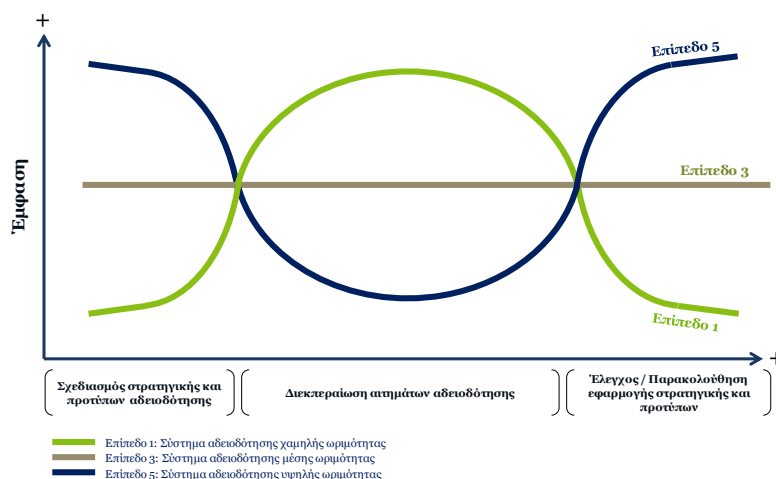 +
Επίπεδο 5
Έμφαση
Επίπεδο 3
Επίπεδο 1
+
Σχεδιασμός στρατηγικής και
προτύπων αδειοδότησης
Διεκπεραίωση αιτημάτων αδειοδότησης
Έλεγχος / Παρακολούθηση
εφαρμογής στρατηγικής και
προτύπων
Επίπεδο 1: Σύστημα αδειοδότησης χαμηλής ωριμότητας
Επίπεδο 3: Σύστημα αδειοδότησης μέσης ωριμότητας
Επίπεδο 5: Σύστημα αδειοδότησης υψηλής ωριμότητας